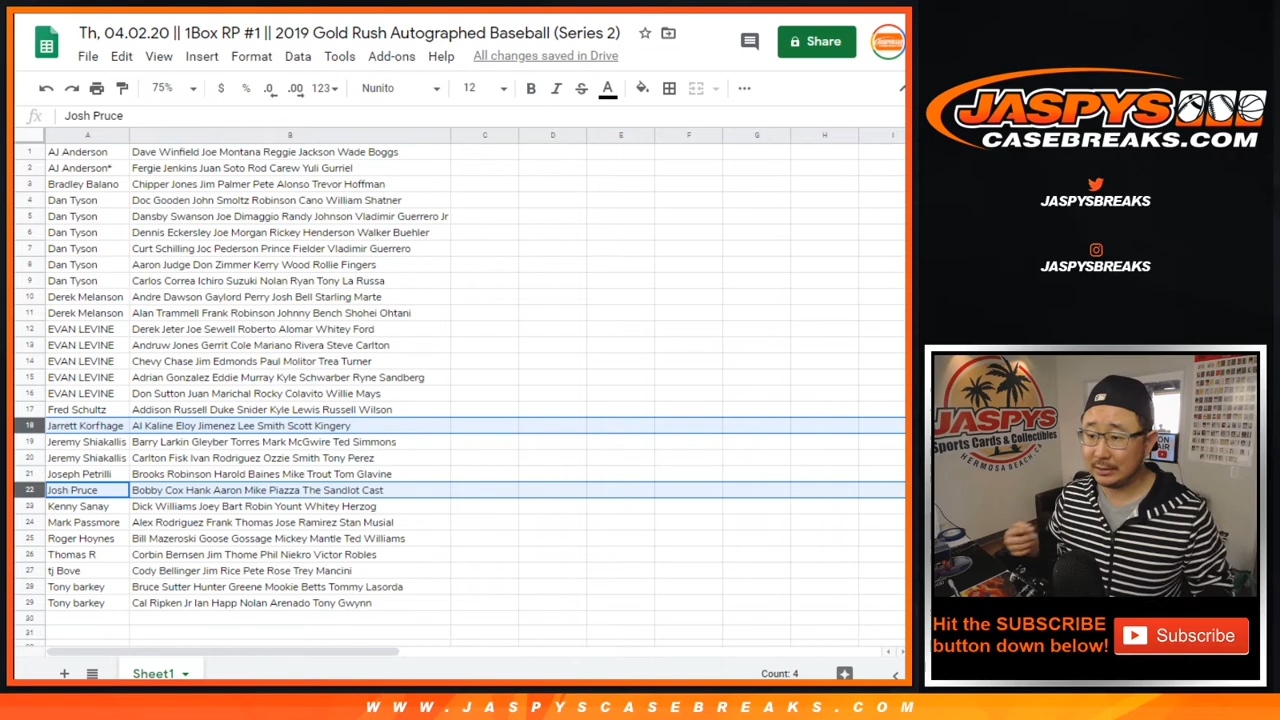 Th, 04.02.20 || 1Box RP #1 || 2019 Gold Rush Autographed Baseball (Series 2)
File Edit View Insert Format Data Tools Add-ons Help All changes saved in Drive
Share
75% $ % .0 .00 123 Nunito 12 B I S A
fx Josh Pruce
A B C D E F G H I
1 AJ Anderson Dave Winfield Joe Montana Reggie Jackson Wade Boggs
2 AJ Anderson* Fergie Jenkins Juan Soto Rod Carew Yuli Gurriel
3 Bradley Balano Chipper Jones Jim Palmer Pete Alonso Trevor Hoffman
4 Dan Tyson Doc Gooden John Smoltz Robinson Cano William Shatner
5 Dan Tyson Dansby Swanson Joe Dimaggio Randy Johnson Vladimir Guerrero Jr
6 Dan Tyson Dennis Eckersley Joe Morgan Rickey Henderson Walker Buehler
7 Dan Tyson Curt Schilling Joc Pederson Prince Fielder Vladimir Guerrero
8 Dan Tyson Aaron Judge Don Zimmer Kerry Wood Rollie Fingers
9 Dan Tyson Carlos Correa Ichiro Suzuki Nolan Ryan Tony La Russa
10 Derek Melanson Andre Dawson Gaylord Perry Josh Bell Starling Marte
11 Derek Melanson Alan Trammell Frank Robinson Johnny Bench Shohei Ohtani
12 EVAN LEVINE Derek Jeter Joe Sewell Roberto Alomar Whitey Ford
13 EVAN LEVINE Andruw Jones Gerrit Cole Mariano Rivera Steve Carlton
14 EVAN LEVINE Chevy Chase Jim Edmonds Paul Molitor Trea Turner
15 EVAN LEVINE Adrian Gonzalez Eddie Murray Kyle Schwarber Ryne Sandberg
16 EVAN LEVINE Don Sutton Juan Marichal Rocky Colavito Willie Mays
17 Fred Schultz Addison Russell Duke Snider Kyle Lewis Russell Wilson
18 Jarrett Korfhage Al Kaline Eloy Jimenez Lee Smith Scott Kingery
19 Jeremy Shiakallis Barry Larkin Gleyber Torres Mark McGwire Ted Simmons
20 Jeremy Shiakallis Carlton Fisk Ivan Rodriguez Ozzie Smith Tony Perez
21 Joseph Petrilli Brooks Robinson Harold Baines Mike Trout Tom Glavine
22 Josh Pruce Bobby Cox Hank Aaron Mike Piazza The Sandlot Cast
23 Kenny Sanay Dick Williams Joey Bart Robin Yount Whitey Herzog
24 Mark Passmore Alex Rodriguez Frank Thomas Jose Ramirez Stan Musial
25 Roger Hoynes Bill Mazeroski Goose Gossage Mickey Mantle Ted Williams
26 Thomas R Corbin Bernsen Jim Thome Phil Niekro Victor Robles
27 tj Bove Cody Bellinger Jim Rice Pete Rose Trey Mancini
28 Tony barkey Bruce Sutter Hunter Greene Mookie Betts Tommy Lasorda
29 Tony barkey Cal Ripken Jr Ian Happ Nolan Arenado Tony Gwynn
30
31
Sheet1
Count: 4
JASPYS
CASEBREAKS.COM
JASPYSBREAKS
JASPYSBREAKS
JASPYS
Sports Cards & Collectibles
HERMOSA BEACH, CA
Hit the SUBSCRIBE
button down below!
Subscribe
WWW.JASPYSCASEBREAKS.COM